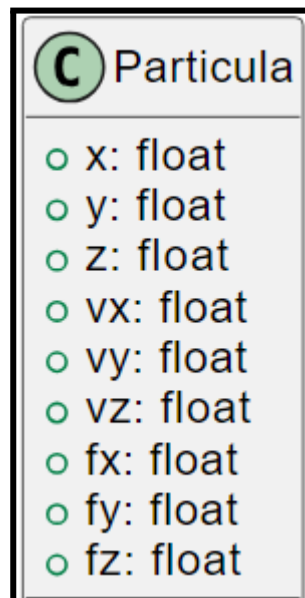 C Particula
x: float
y: float
z: float
vx: float
vy: float
vz: float
fx: float
fy: float
fz: float